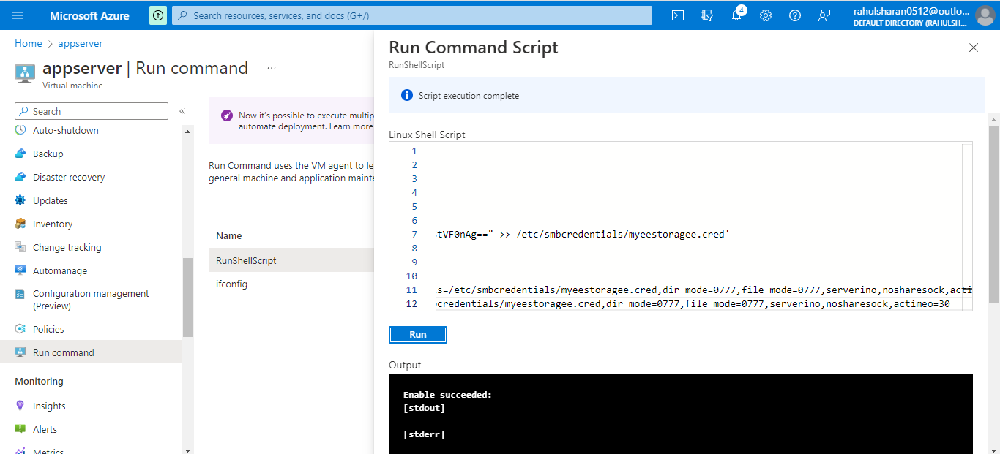 Microsoft Azure
Search resources, services, and docs (G+/)
4
rahulsharan0512@outlo...
DEFAULT DIRECTORY (RAHULSH...
Home > appserver
appserver | Run command ...
Virtual machine
Search
«
Auto-shutdown
Backup
Disaster recovery
Updates
Inventory
Change tracking
Automanage
Configuration management
(Preview)
Policies
Run command
Monitoring
Insights
Alerts
Metrics
Now it's possible to execute multip
automate deployment. Learn more
Run Command uses the VM agent to le
general machine and application mainte
Name
RunShellScript
ifconfig
Run Command Script
RunShellScript
Script execution complete
Linux Shell Script
1
2
3
4
5
6
7 tVF0nAg==" >> /etc/smbcredentials/myeestoragee.cred'
8
9
10
11 s=/etc/smbcredentials/myeestoragee.cred,dir_mode=0777,file_mode=0777,serverino,nosharesock,acti
12 credentials/myeestoragee.cred,dir_mode=0777,file_mode=0777,serverino,nosharesock,actimeo=30
Run
Output
Enable succeeded:
[stdout]
[stderr]